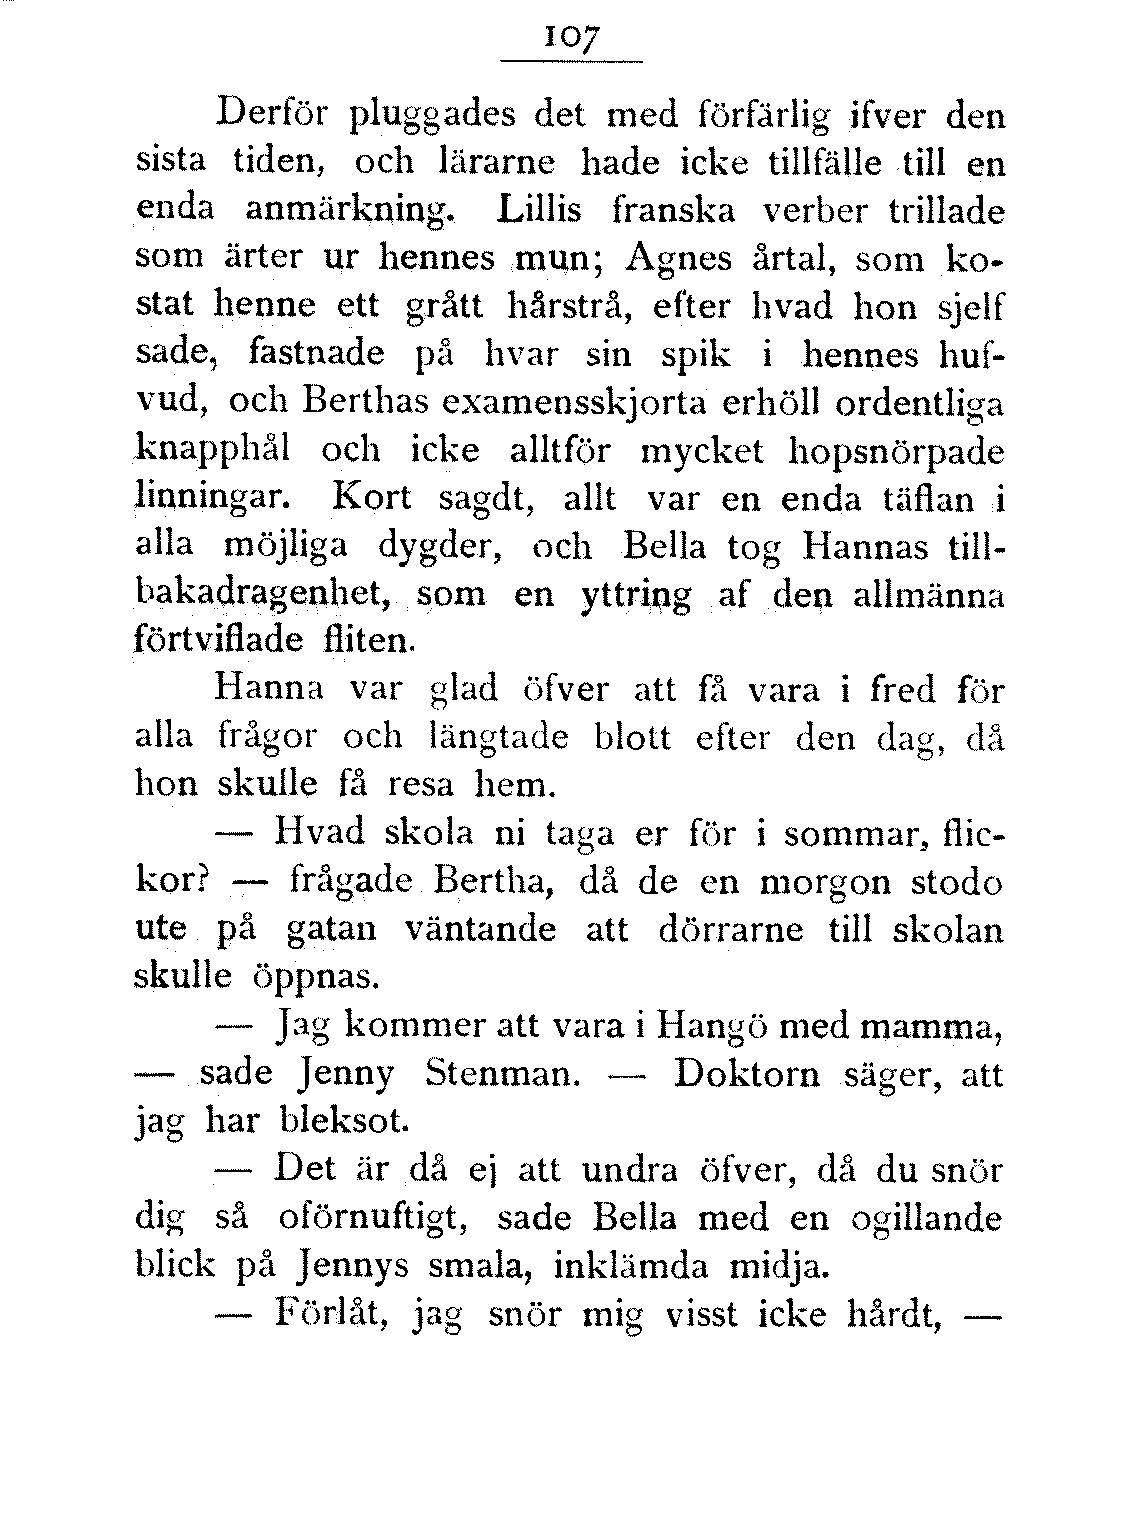 107
Derför pluggades det med förfärlig ifver den
sista tiden, och lärarne hade icke tillfälle till en
enda anmärkning. Lillis franska verber trillade
som ärter ur hennes mun; Agnes årtal, som ko-
stat henne ett grått hårstrå, efter hvad hon sjelf
sade, fastnade på hvar sin spik i hennes huf-
vud, och Berthas examensskjorta erhöll ordentliga
knapphål och icke alltför mycket hopsnörpade
linningar. Kort sagdt, allt var en enda täflan i
alla möjliga dygder, och Bella tog Hannas till-
bakadragenhet, som en yttring af den allmänna
förtviflade fliten.
Hanna var glad öfver att få vara i fred för
alla frågor och längtade blott efter den dag, då
hon skulle få resa hem.
— Hvad skola ni taga er för i sommar, flic-
kor? — frågade Bertha, då de en morgon stodo
ute på gatan väntande att dörrarne till skolan
skulle öppnas.
— Jag kommer att vara i Hangö med mamma,
— sade Jenny Stenman. — Doktorn säger, att
jag har bleksot.
— Det är då ej att undra öfver, då du snör
dig så oförnuftigt, sade Bella med en ogillande
blick på Jennys smala, inklämda midja.
— Förlåt, jag snör mig visst icke hårdt, —